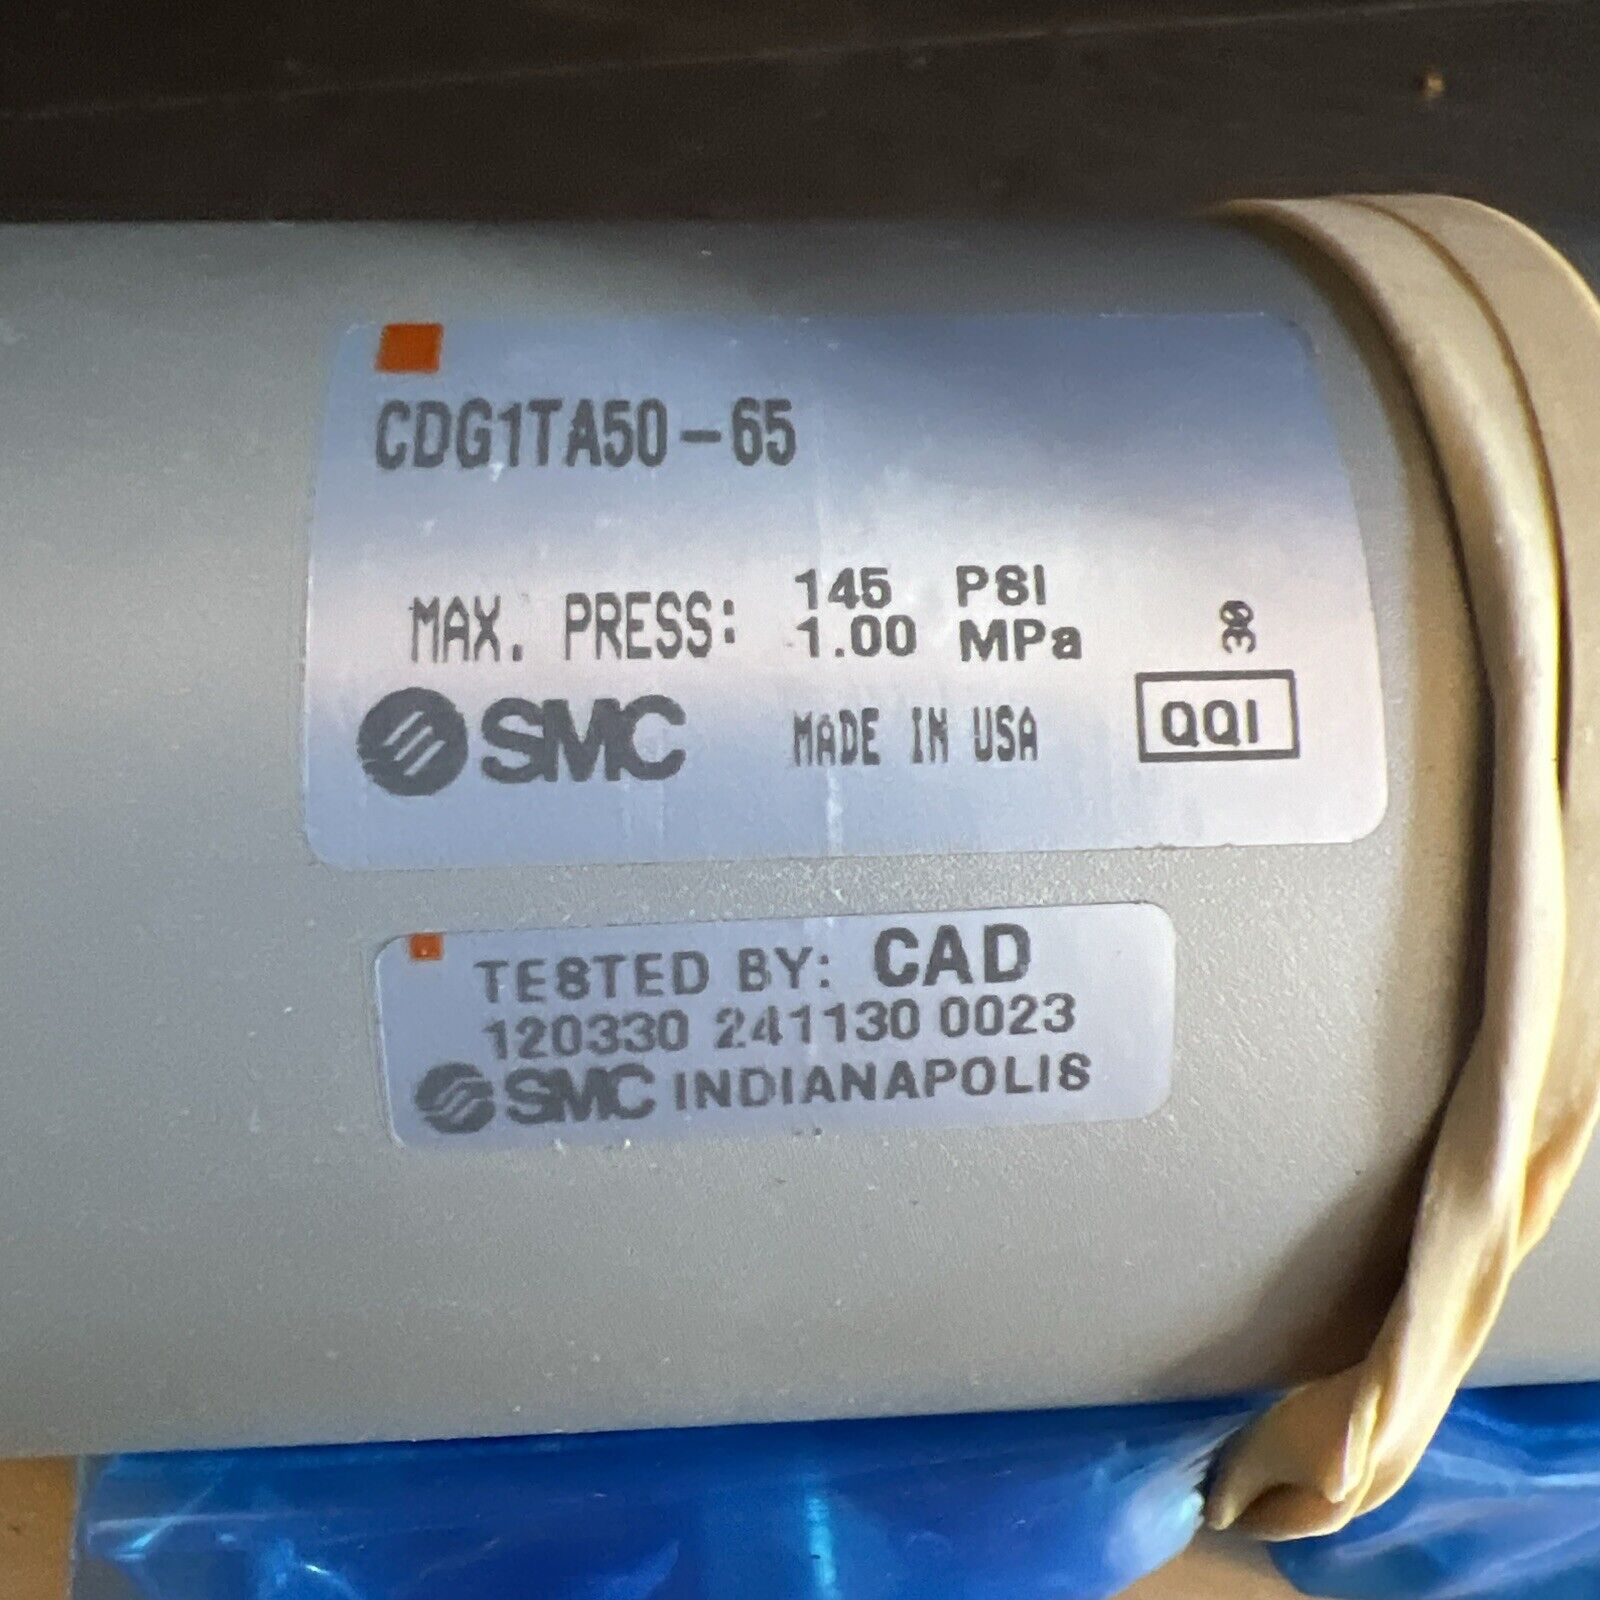 CDG1TA50-65
MAX. PRESS: 145 PSI
1.00 MPa
30
SMC MADE IN USA QQI
TESTED BY: CAD
120330 241130 0023
SMC INDIANAPOLIS